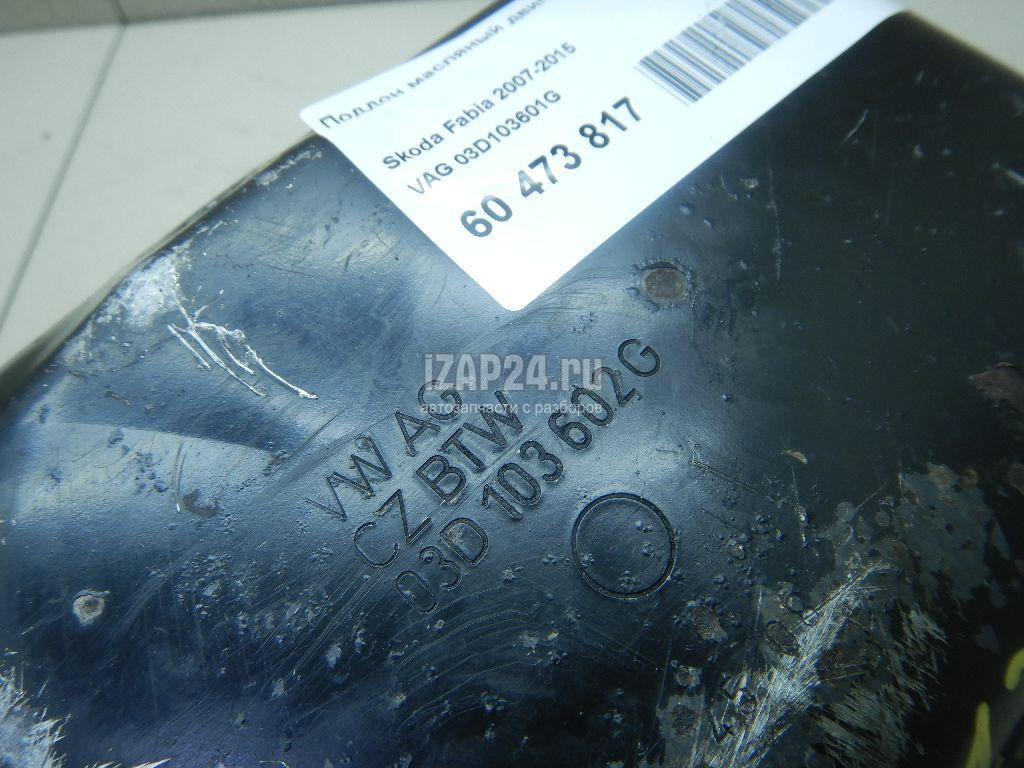 Поддон масляный
Skoda Fabia 2007-2015
VAG 03D103601G
60 473 817
iZAP24.ru
автозапчасти с разборов
VW AG
CZ BTW
03D 103 602 G